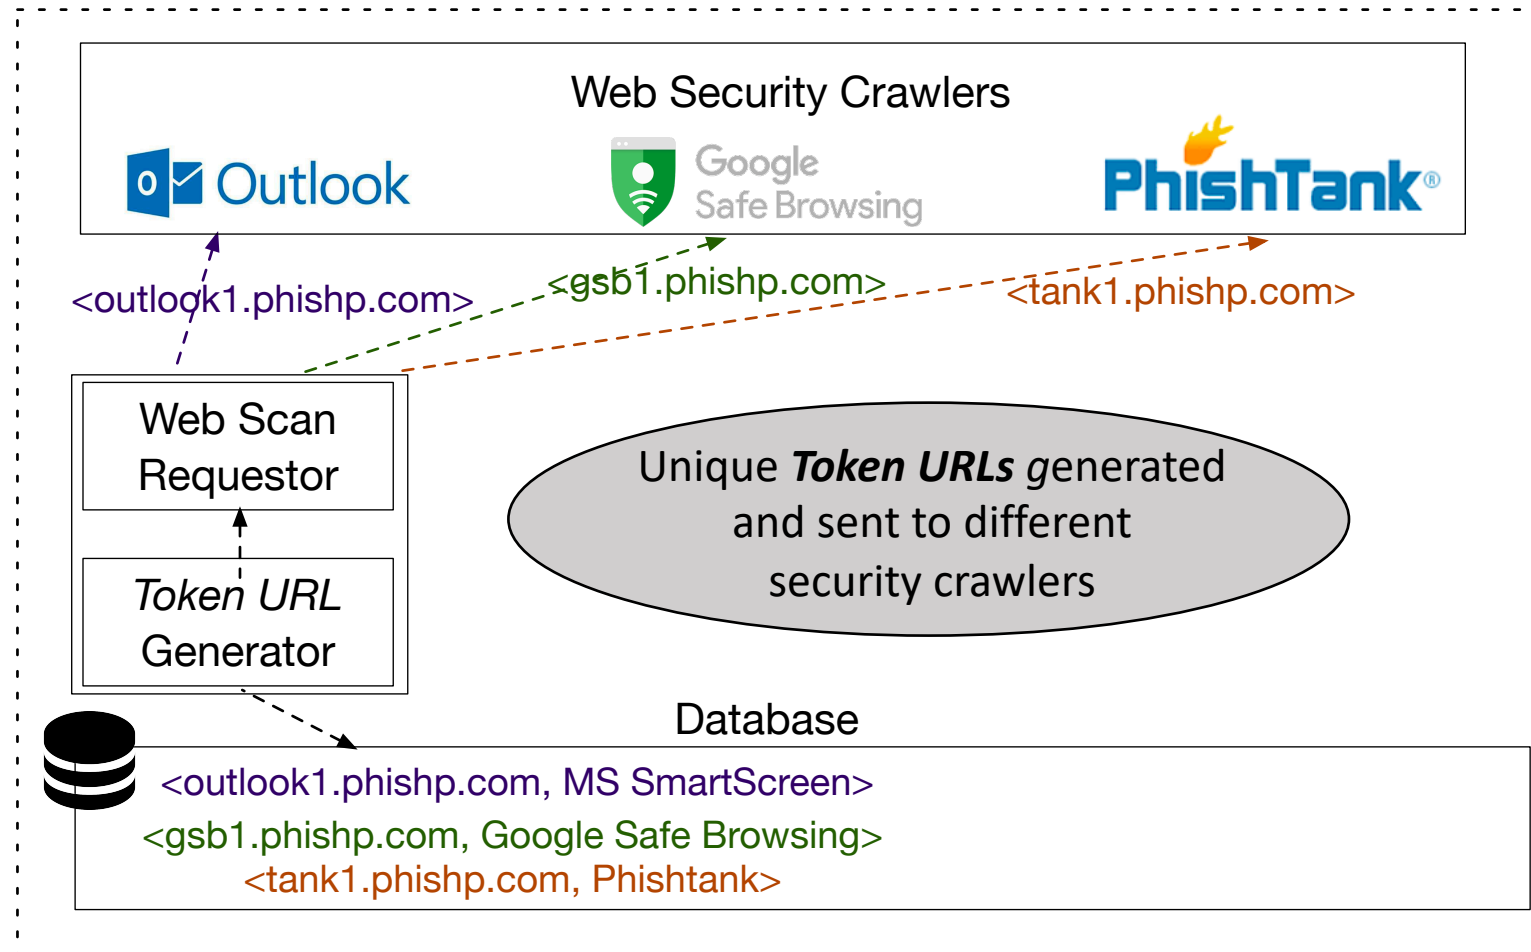 Web Security Crawlers
Outlook
Google
Safe Browsing
PhishTank®
<outlook1.phishp.com>
<gsb1.phishp.com>
<tank1.phishp.com>
Web Scan
Requestor
Unique Token URLs generated
and sent to different
security crawlers
Token URL
Generator
Database
<outlook1.phishp.com, MS SmartScreen>
<gsb1.phishp.com, Google Safe Browsing>
<tank1.phishp.com, Phishtank>